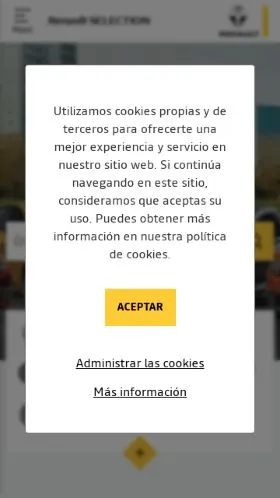 Renault SELECTION
Menú
Utilizamos cookies propias y de
terceros para ofrecerte una
mejor experiencia y servicio en
nuestro sitio web. Si continúa
navegando en este sitio,
consideramos que aceptas su
uso. Puedes obtener más
información en nuestra política
de cookies.
ACEPTAR
Administrar las cookies
Más información